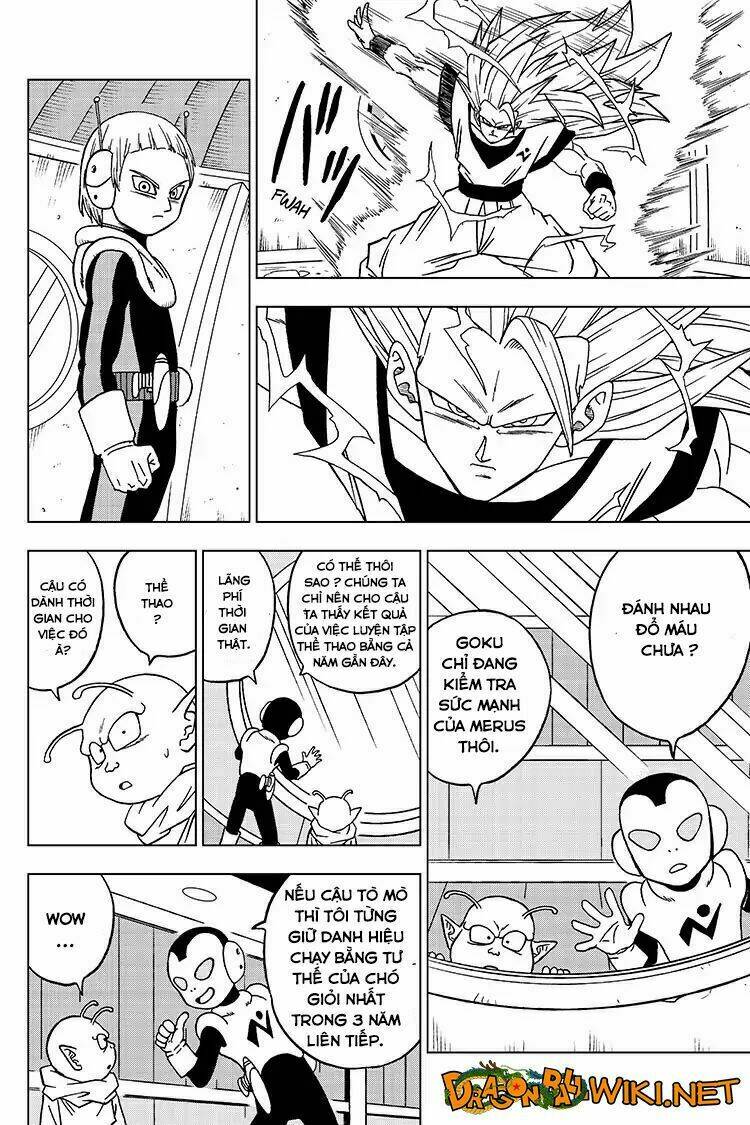 FWAH
ĐÁNH NHAU
ĐỔ MÁU
CHƯA ?
GOKU
CHỈ ĐANG
KIỂM TRA
SỨC MẠNH
CỦA MERUS
THÔI.
CÓ THẾ THÔI
SAO ? CHÚNG TA
CHỈ NÊN CHO CẬU
TA THẤY KẾT QUẢ
CỦA VIỆC LUYỆN TẬP
THỂ THAO BẰNG CẢ
NĂM GẦN ĐÂY.
LÃNG
PHÍ
THỜI
GIAN
THẬT.
THỂ
THAO
?
CẬU CÓ
DÀNH THỜI
GIAN CHO
VIỆC ĐÓ
À?
NẾU CẬU TÒ MÒ
THÌ TÔI TỪNG
GIỮ DANH HIỆU
CHẠY BẰNG TƯ
THẾ CỦA CHÓ
GIỎI NHẤT
TRONG 3 NĂM
LIÊN TIẾP.
WOW
...
DRAGON BALL WIKI.NET